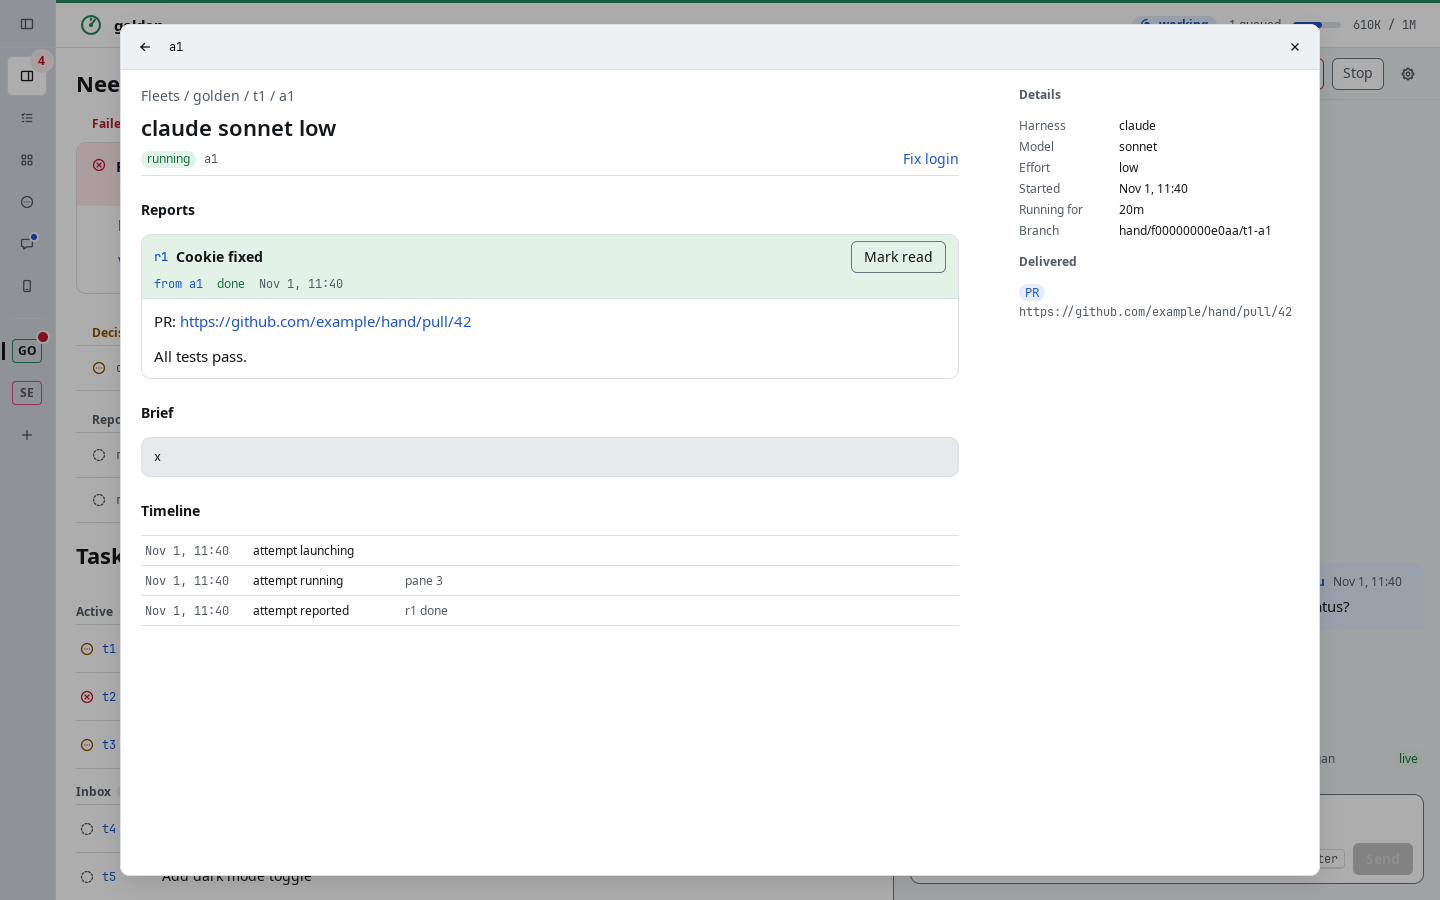 4
GO
SE
working
610K / 1M
Stop
a1
Fleets / golden / t1 / a1
claude sonnet low
running a1
Fix login
Reports
r1 Cookie fixed
Mark read
from a1 done Nov 1, 11:40
PR: https://github.com/example/hand/pull/42
All tests pass.
Brief
x
Timeline
Nov 1, 11:40 attempt launching
Nov 1, 11:40 attempt running pane 3
Nov 1, 11:40 attempt reported r1 done
Details
Harness claude
Model sonnet
Effort low
Started Nov 1, 11:40
Running for 20m
Branch hand/f00000000e0aa/t1-a1
Delivered
PR
https://github.com/example/hand/pull/42
Active
t1
t2
t3
Inbox
t4
t5 Add dark mode toggle
Nov 1, 11:40
live
Send